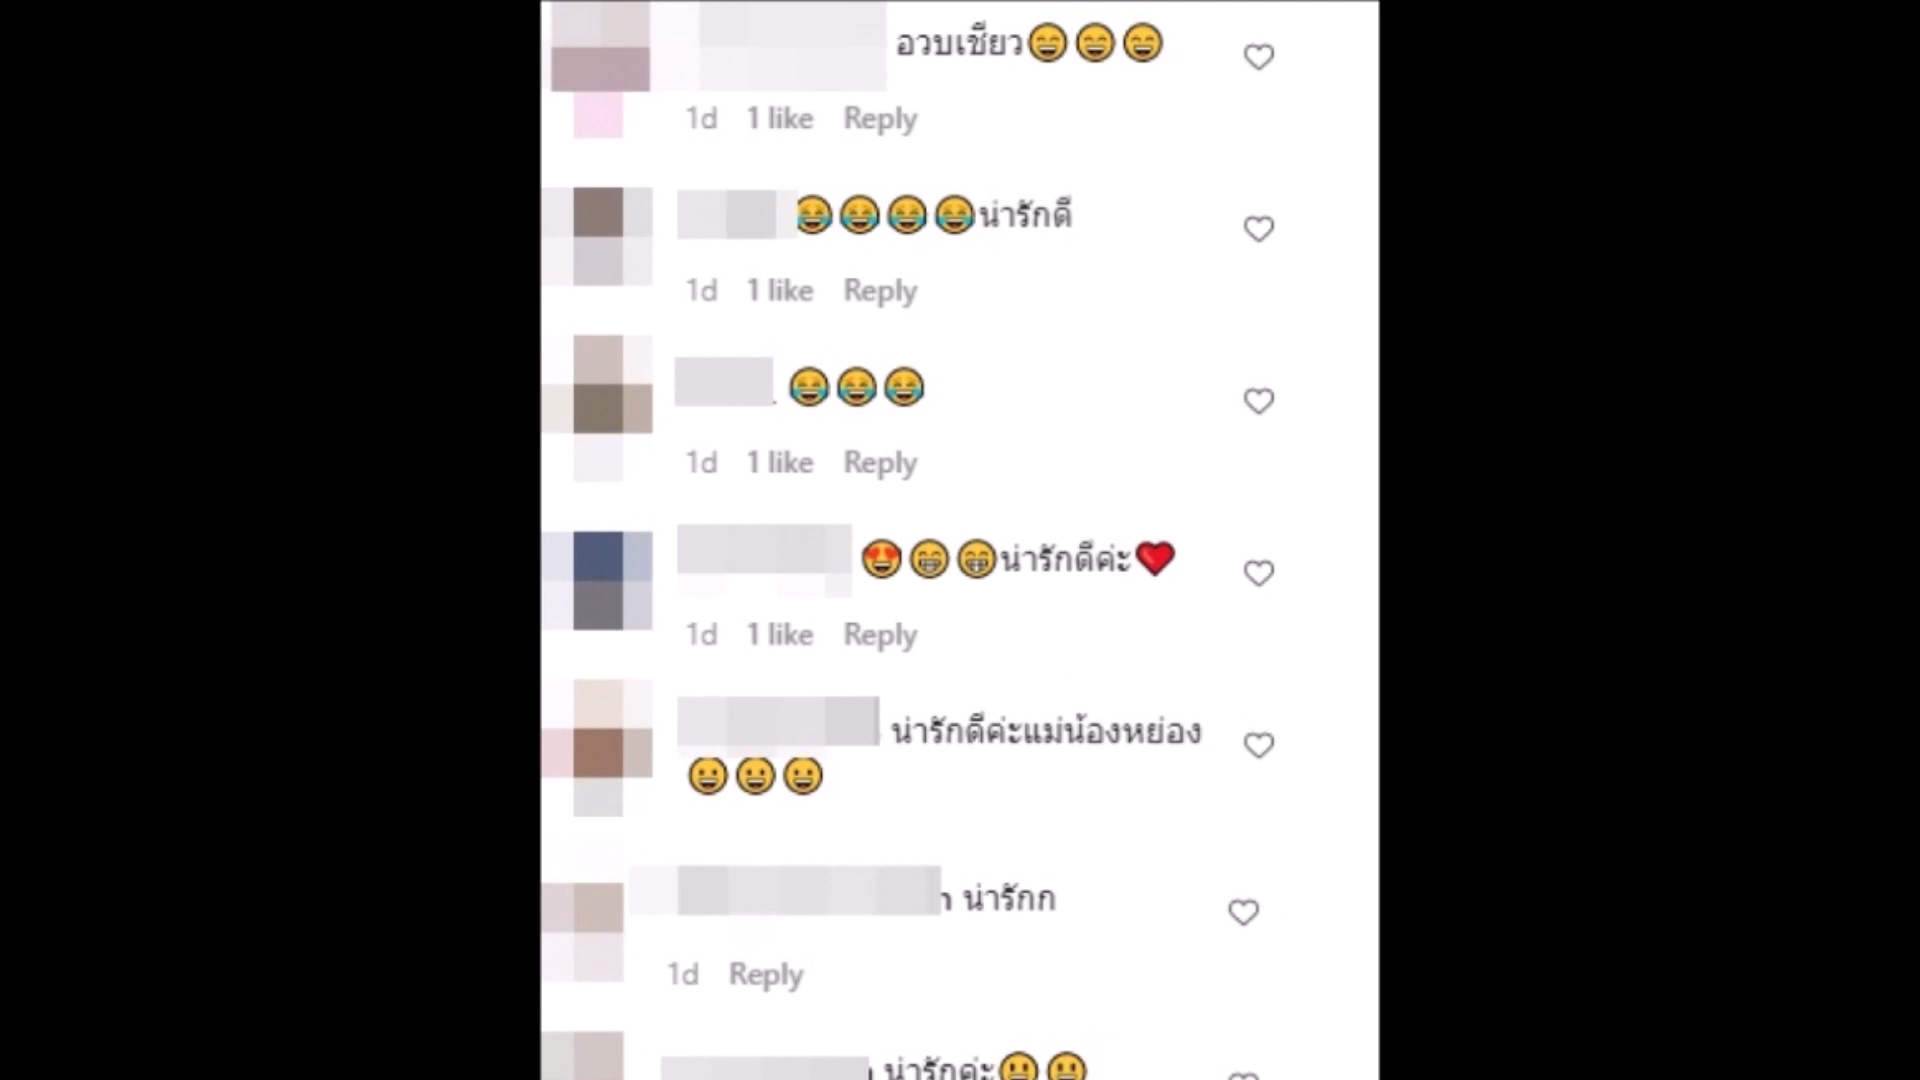 อวบเชียว😄😄😄
1d 1 like Reply
😂😂😂😂น่ารักดี
1d 1 like Reply
😂😂😂
1d 1 like Reply
😍😁😁น่ารักดีค่ะ❤️
1d 1 like Reply
น่ารักดีค่ะแม่น้องหย่อง
😀😀😀
น่ารักก
1d Reply
น่ารักค่ะ😃😃